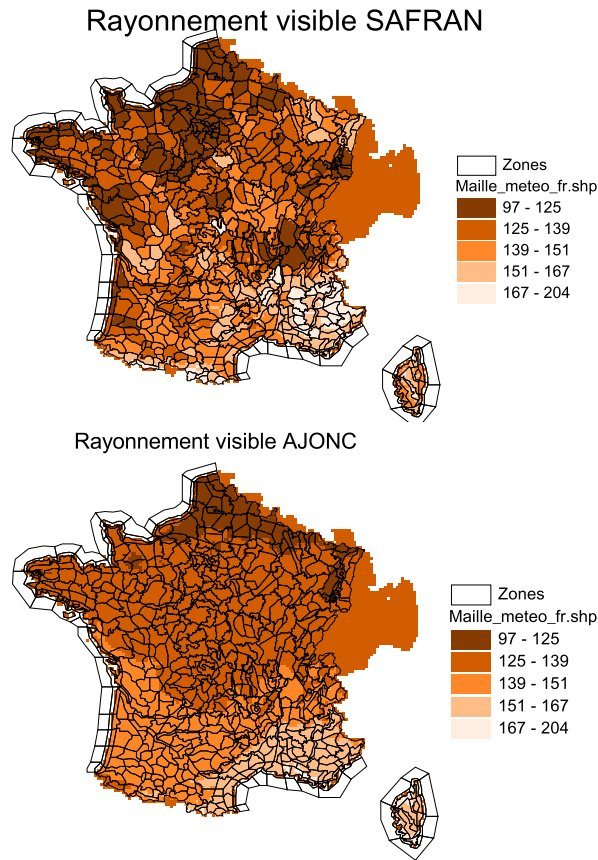 Rayonnement visible SAFRAN
Zones
Maille_meteo_fr.shp
97 - 125
125 - 139
139 - 151
151 - 167
167 - 204
Rayonnement visible AJONC
Zones
Maille_meteo_fr.shp
97 - 125
125 - 139
139 - 151
151 - 167
167 - 204